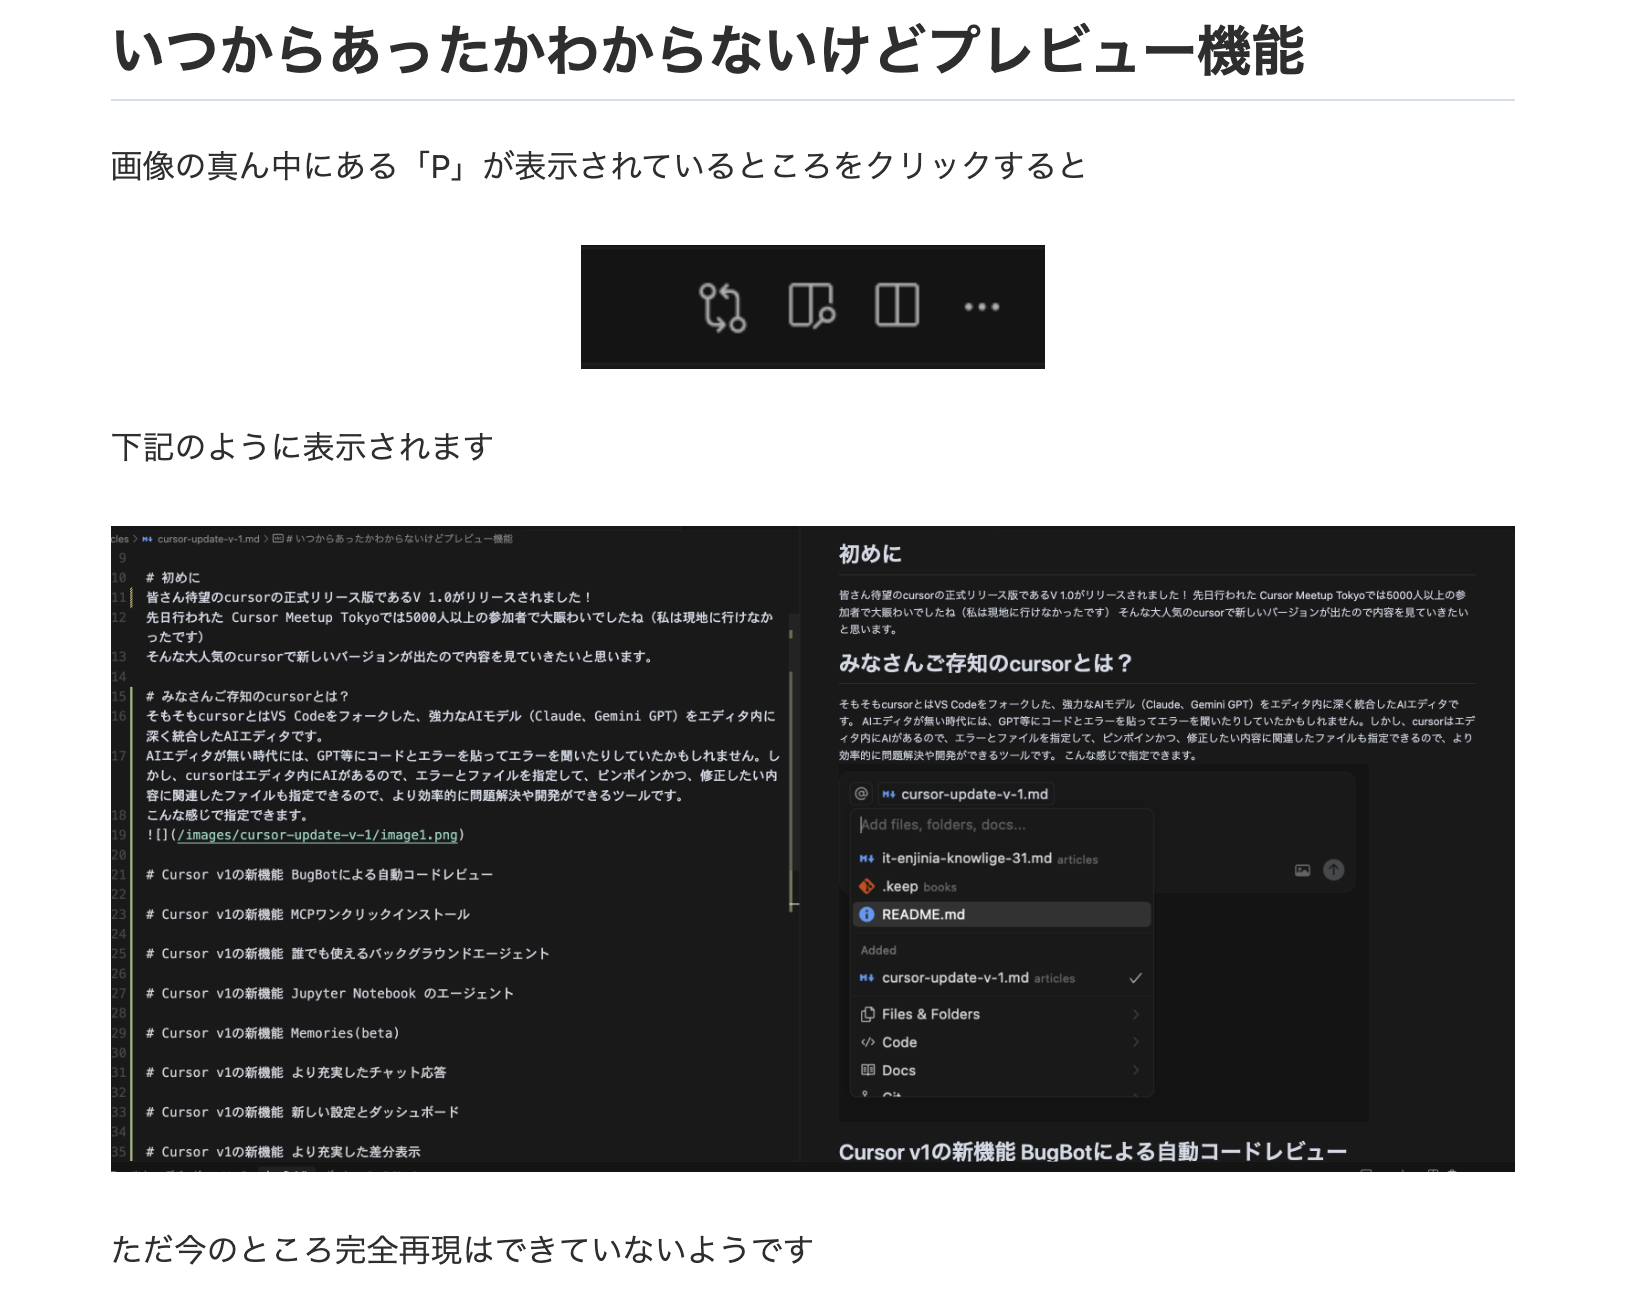 いつからあったかわからないけどプレビュー機能
画像の真ん中にある「P」が表示されているところをクリックすると
下記のように表示されます
cles > cursor-update-v-1.md > # いつからあったかわからないけどプレビュー機能
9
10 # 初めに
11 皆さん待望のcursorの正式リリース版であるV 1.0がリリースされました！
12 先日行われた Cursor Meetup Tokyoでは5000人以上の参加者で大賑わいでしたね（私は現地に行けなか
ったです）
13 そんな大人気のcursorで新しいバージョンが出たので内容を見ていきたいと思います。
14
15 # みなさんご存知のcursorとは？
16 そもそもcursorとはVS Codeをフォークした、強力なAIモデル（Claude、Gemini GPT）をエディタ内に
深く統合したAIエディタです。
17 AIエディタが無い時代には、GPT等にコードとエラーを貼ってエラーを聞いたりしていたかもしれません。し
かし、cursorはエディタ内にAIがあるので、エラーとファイルを指定して、ピンポインかつ、修正したい内
容に関連したファイルも指定できるので、より効率的に問題解決や開発ができるツールです。
18 こんな感じで指定できます。
19 ![](/images/cursor-update-v-1/image1.png)
20
21 # Cursor v1の新機能 BugBotによる自動コードレビュー
22
23 # Cursor v1の新機能 MCPワンクリックインストール
24
25 # Cursor v1の新機能 誰でも使えるバックグラウンドエージェント
26
27 # Cursor v1の新機能 Jupyter Notebook のエージェント
28
29 # Cursor v1の新機能 Memories(beta)
30
31 # Cursor v1の新機能 より充実したチャット応答
32
33 # Cursor v1の新機能 新しい設定とダッシュボード
34
35 # Cursor v1の新機能 より充実した差分表示
初めに
皆さん待望のcursorの正式リリース版であるV 1.0がリリースされました！ 先日行われた Cursor Meetup Tokyoでは5000人以上の参
加者で大賑わいでしたね（私は現地に行けなかったです） そんな大人気のcursorで新しいバージョンが出たので内容を見ていきたい
と思います。
みなさんご存知のcursorとは？
そもそもcursorとはVS Codeをフォークした、強力なAIモデル（Claude、Gemini GPT）をエディタ内に深く統合したAIエディタで
す。 AIエディタが無い時代には、GPT等にコードとエラーを貼ってエラーを聞いたりしていたかもしれません。しかし、cursorはエデ
ィタ内にAIがあるので、エラーとファイルを指定して、ピンポインかつ、修正したい内容に関連したファイルも指定できるので、より
効率的に問題解決や開発ができるツールです。 こんな感じで指定できます。
@ cursor-update-v-1.md
Add files, folders, docs...
it-enjinia-knowlige-31.md articles
.keep books
README.md
Added
cursor-update-v-1.md articles
Files & Folders
Code
Docs
Git
Cursor v1の新機能 BugBotによる自動コードレビュー
ただ今のところ完全再現はできていないようです